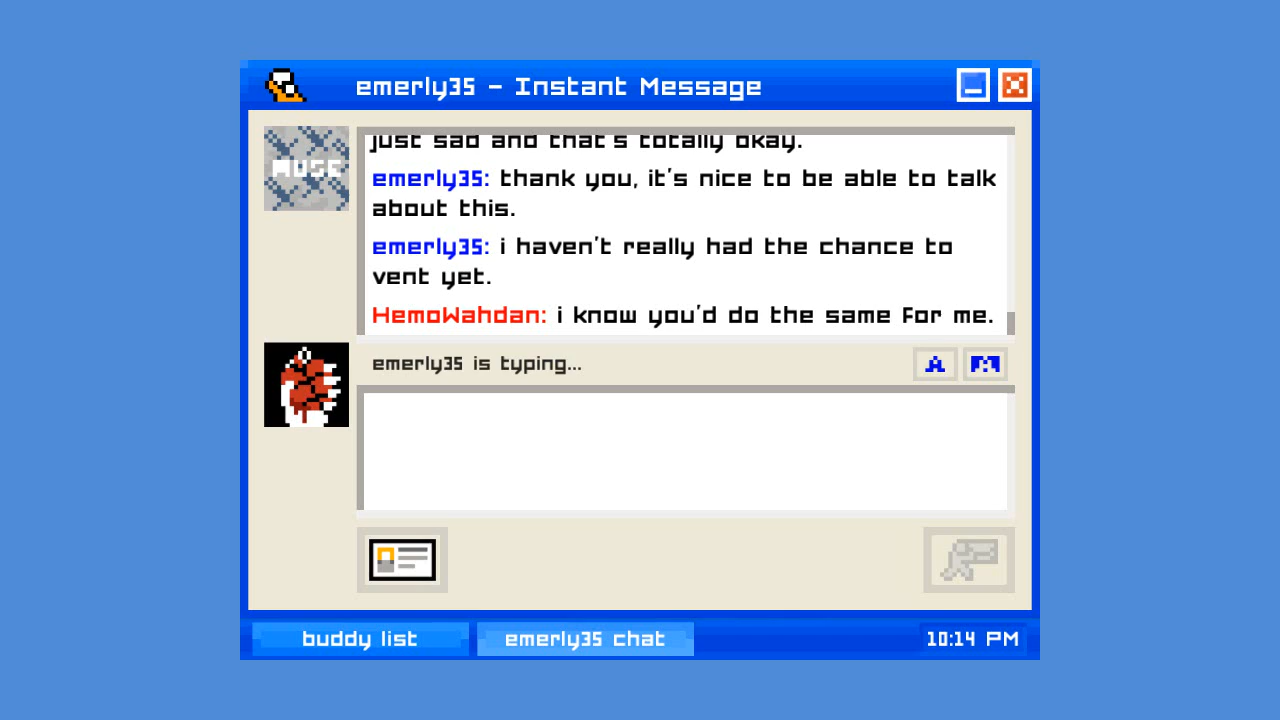 emerly35 - Instant Message
MUSE
just sad and that's totally okay.
emerly35: thank you, it's nice to be able to talk
about this.
emerly35: i haven't really had the chance to
vent yet.
HemoWahdan: i know you'd do the same for me.
emerly35 is typing...
A
buddy list
emerly35 chat
10:14 PM